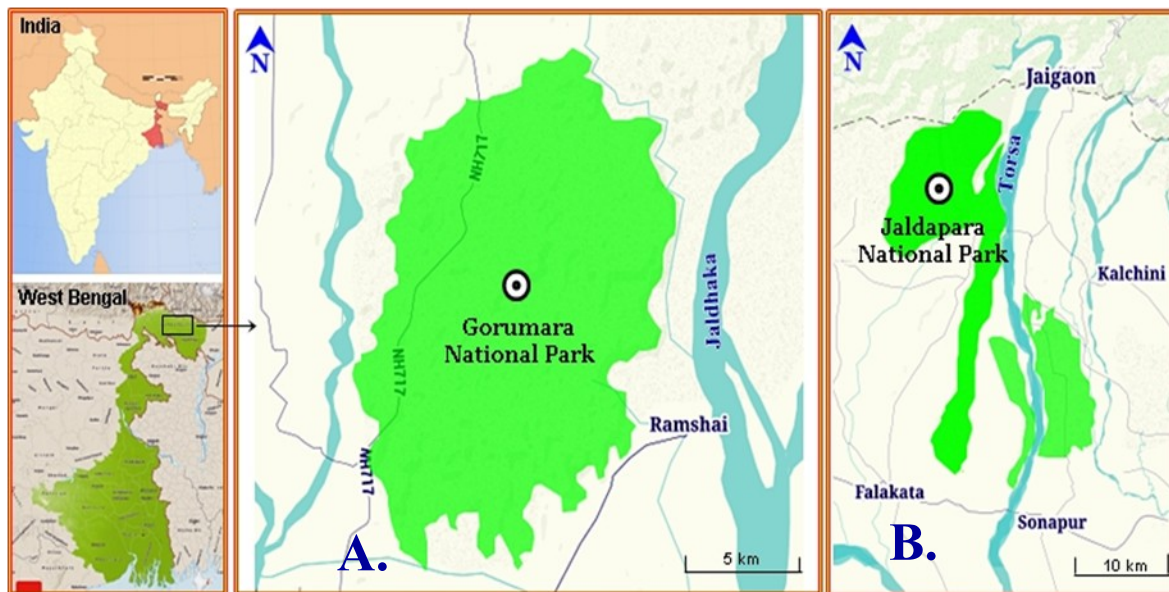 India
West Bengal
N
NH717
Gorumara
National Park
NH717
NH717
Jaldhaka
Ramshai
A.
5 km
N
Jaigaon
Torsa
Jaldapara
National Park
Kalchini
Falakata
Sonapur
B.
10 km